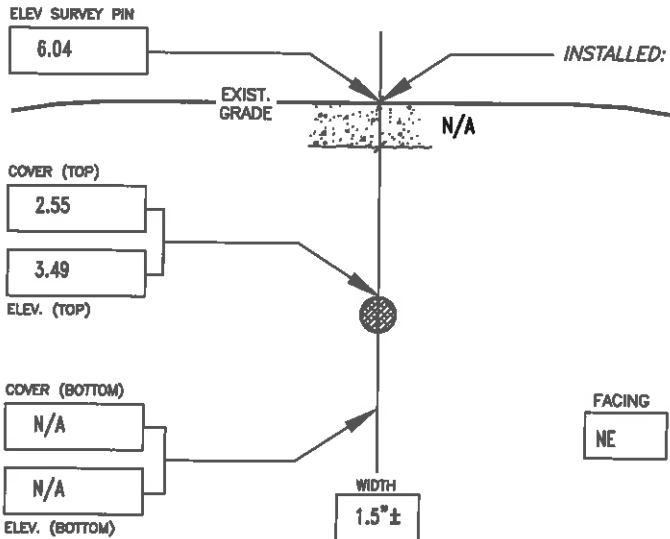 ELEV SURVEY PIN
6.04
INSTALLED:
EXIST.
GRADE
N/A
COVER (TOP)
2.55
3.49
ELEV. (TOP)
COVER (BOTTOM)
N/A
N/A
ELEV. (BOTTOM)
FACING
NE
WIDTH
1.5"±